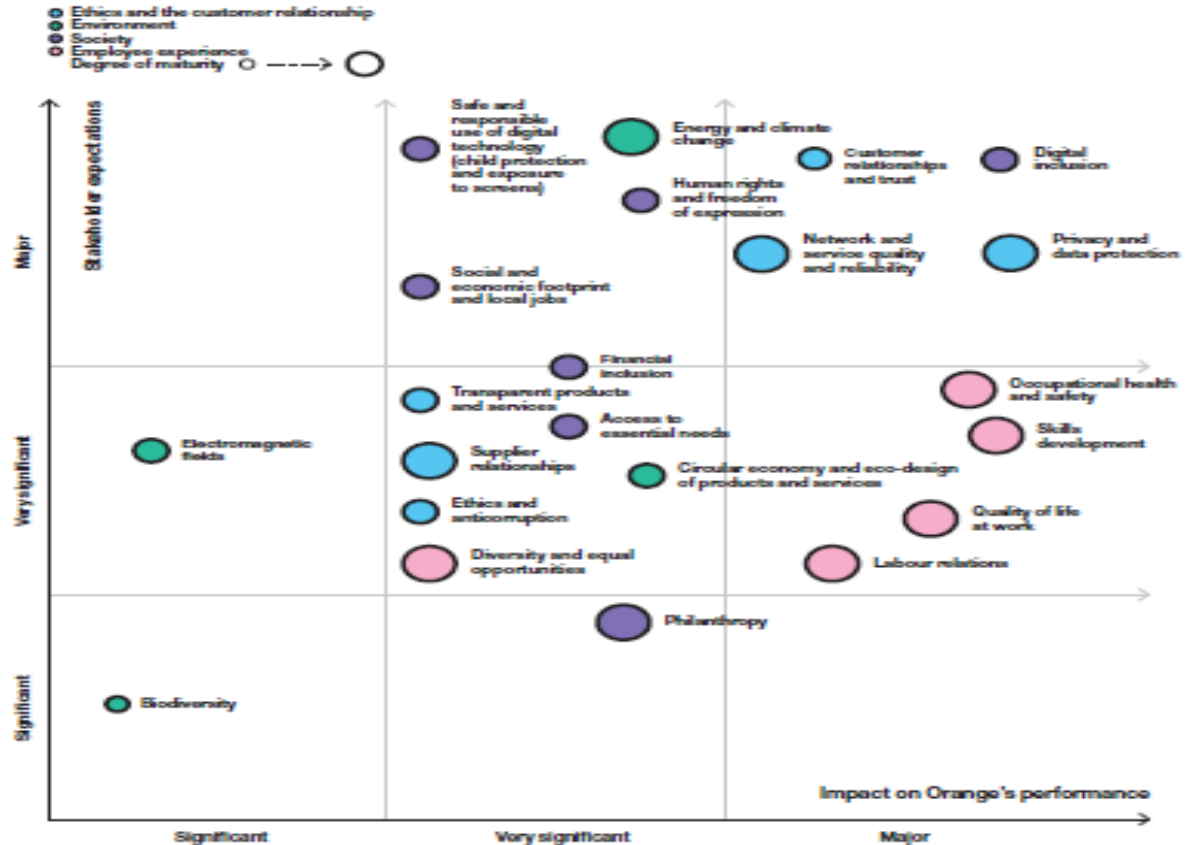 Ethics and the customer relationship
Environment
Society
Employee experience
Degree of maturity
Stakeholder expectations
Major
Very significant
Significant
Safe and
responsible
use of digital
technology
(child protection
and exposure
to screens)
Energy and climate
change
Customer
relationships
and trust
Digital
inclusion
Human rights
and freedom
of expression
Network and
service quality
and reliability
Privacy and
data protection
Social and
economic footprint
and local jobs
Financial
inclusion
Transparent products
and services
Access to
essential needs
Occupational health
and safety
Skills
development
Electromagnetic
fields
Supplier
relationships
Circular economy and eco-design
of products and services
Ethics and
anticorruption
Quality of life
at work
Diversity and equal
opportunities
Labour relations
Philanthropy
Biodiversity
Impact on Orange's performance
Significant
Very significant
Major